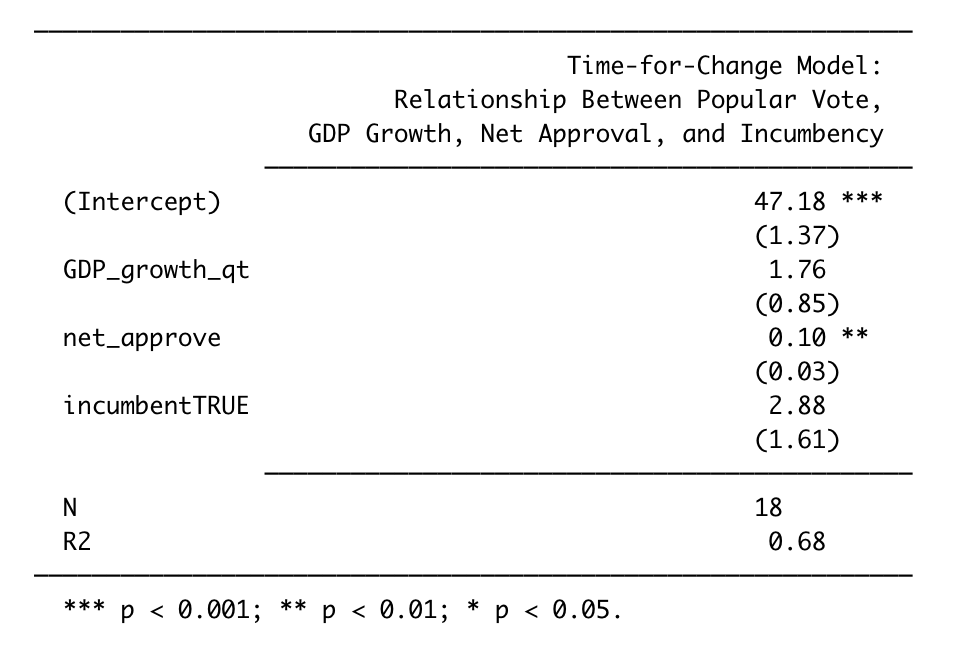 Time-for-Change Model:
Relationship Between Popular Vote,
GDP Growth, Net Approval, and Incumbency
(Intercept) 47.18 ***
(1.37)
GDP_growth_qt 1.76
(0.85)
net_approve 0.10 **
(0.03)
incumbentTRUE 2.88
(1.61)
N 18
R2 0.68
*** p < 0.001; ** p < 0.01; * p < 0.05.